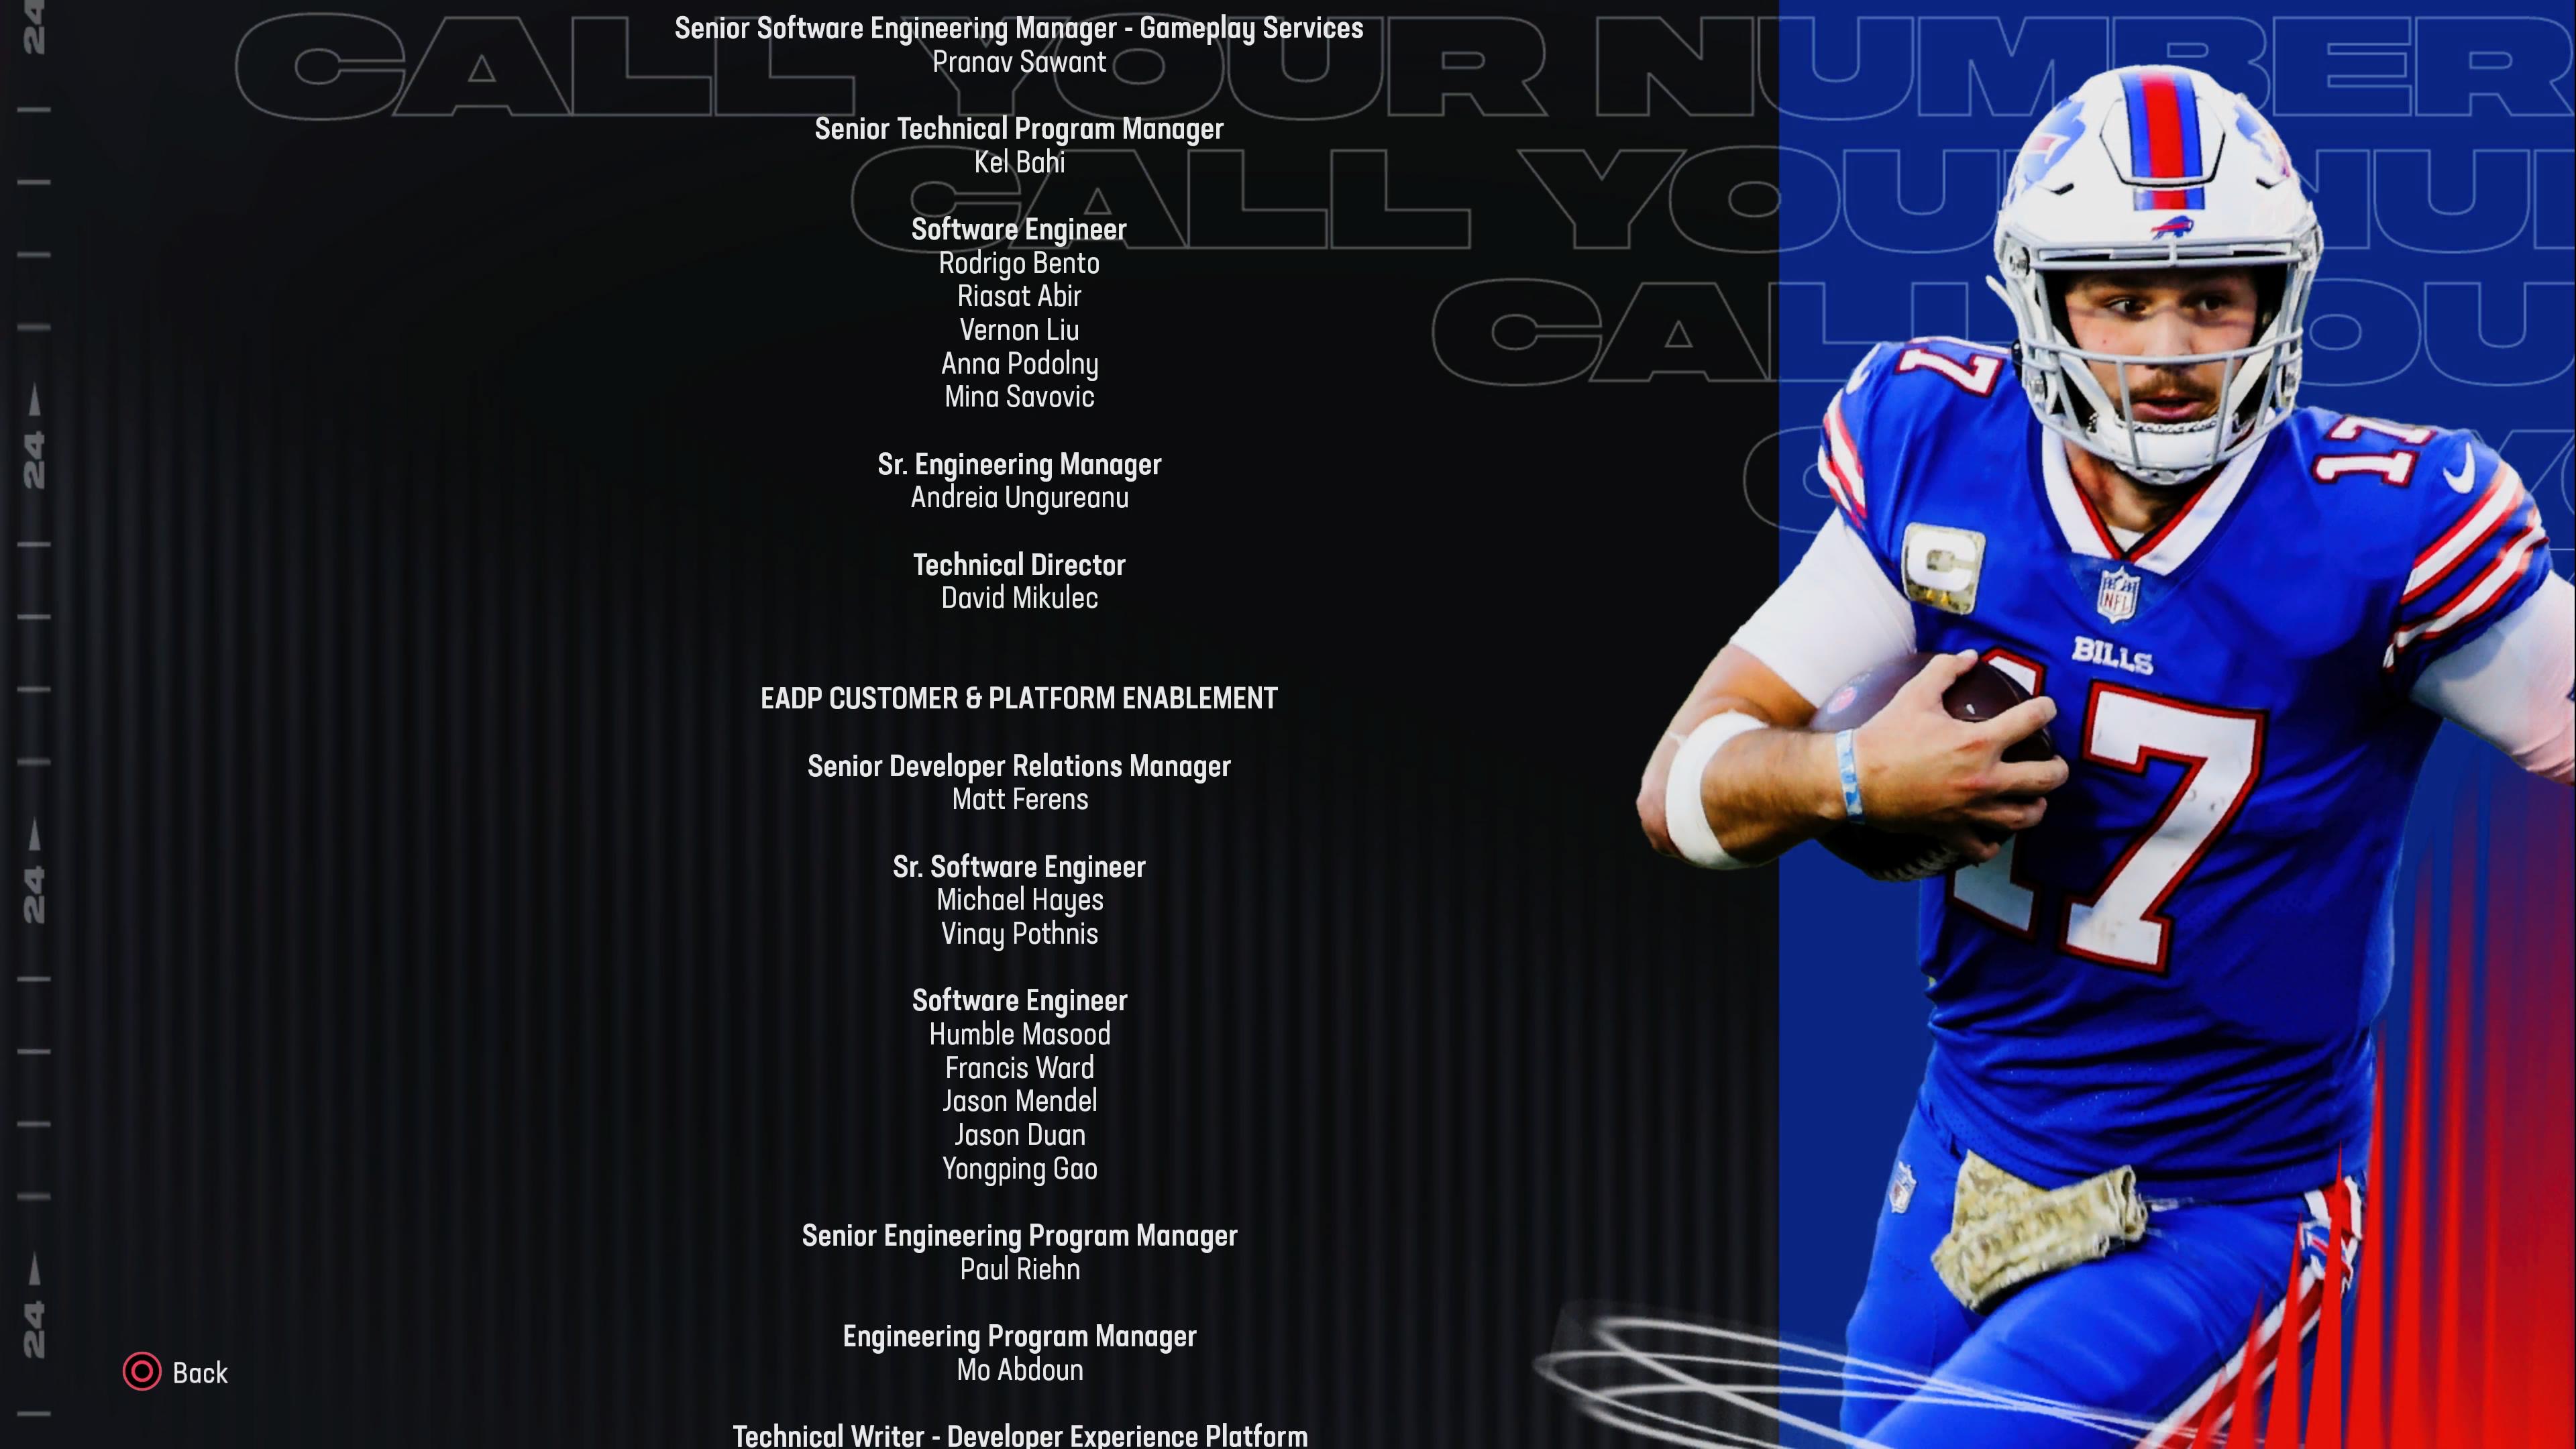 CALL YOUR NUMBER
CALL YOUR NU
CALL YOU
Senior Software Engineering Manager - Gameplay Services
Pranav Sawant
Senior Technical Program Manager
Kel Bahi
Software Engineer
Rodrigo Bento
Riasat Abir
Vernon Liu
Anna Podolny
Mina Savovic
Sr. Engineering Manager
Andreia Ungureanu
Technical Director
David Mikulec
EADP CUSTOMER & PLATFORM ENABLEMENT
Senior Developer Relations Manager
Matt Ferens
Sr. Software Engineer
Michael Hayes
Vinay Pothnis
Software Engineer
Humble Masood
Francis Ward
Jason Mendel
Jason Duan
Yongping Gao
Senior Engineering Program Manager
Paul Riehn
Engineering Program Manager
Mo Abdoun
Technical Writer - Developer Experience Platform
Back
24
24
24
24
17
17
C
NFL
BILLS
17